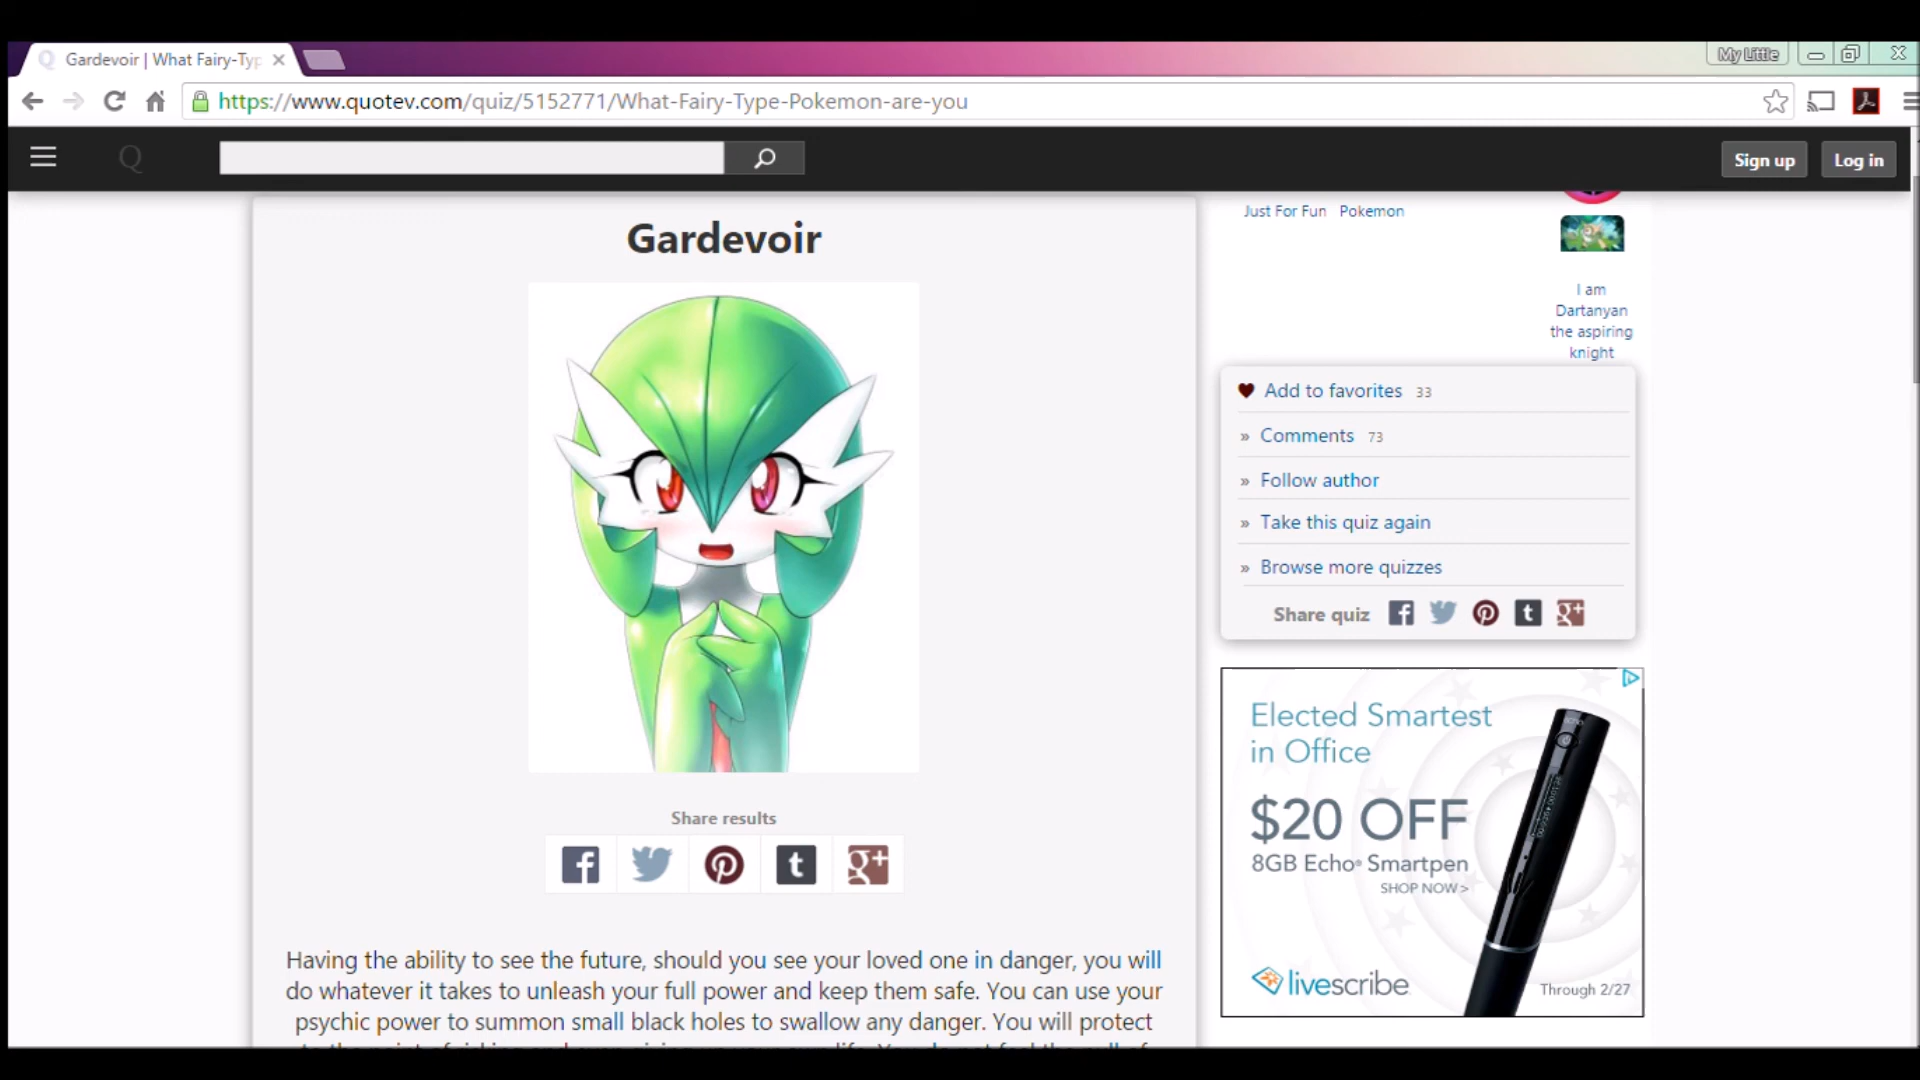 Gardevoir | What Fairy-Typ
My Little
https://www.quotev.com/quiz/5152771/What-Fairy-Type-Pokemon-are-you
Q
Sign up
Log in
Gardevoir
Just For Fun Pokemon
I am
Dartanyan
the aspiring
knight
Add to favorites 33
» Comments 73
» Follow author
» Take this quiz again
» Browse more quizzes
Share quiz
Elected Smartest
in Office
$20 OFF
8GB Echo® Smartpen
SHOP NOW >
livescribe
Through 2/27
Share results
Having the ability to see the future, should you see your loved one in danger, you will
do whatever it takes to unleash your full power and keep them safe. You can use your
psychic power to summon small black holes to swallow any danger. You will protect